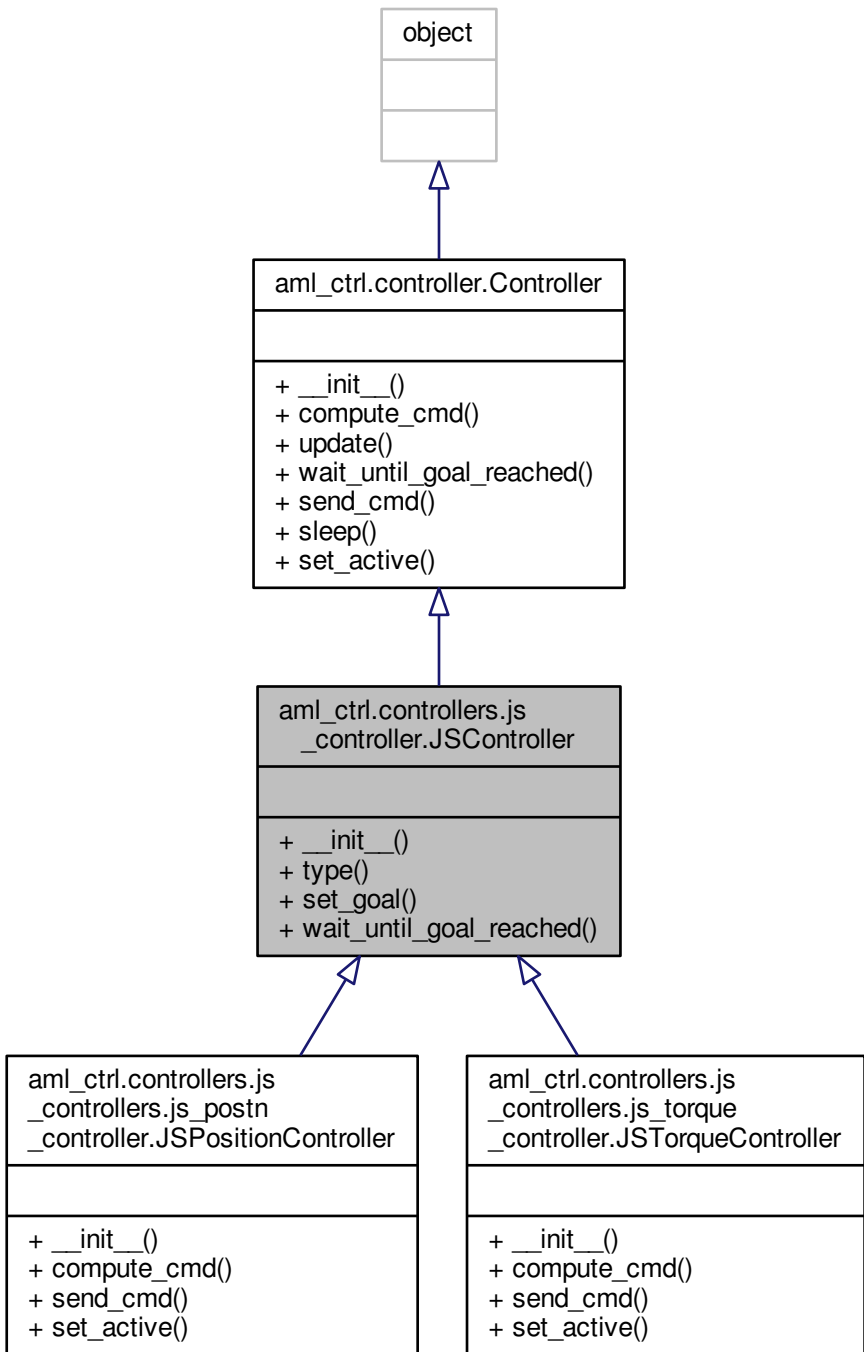 object
aml_ctrl.controller.Controller
+ __init__()
+ compute_cmd()
+ update()
+ wait_until_goal_reached()
+ send_cmd()
+ sleep()
+ set_active()
aml_ctrl.controllers.js
_controller.JSController
+ __init__()
+ type()
+ set_goal()
+ wait_until_goal_reached()
aml_ctrl.controllers.js
_controllers.js_postn
_controller.JSPositionController
+ __init__()
+ compute_cmd()
+ send_cmd()
+ set_active()
aml_ctrl.controllers.js
_controllers.js_torque
_controller.JSTorqueController
+ __init__()
+ compute_cmd()
+ send_cmd()
+ set_active()